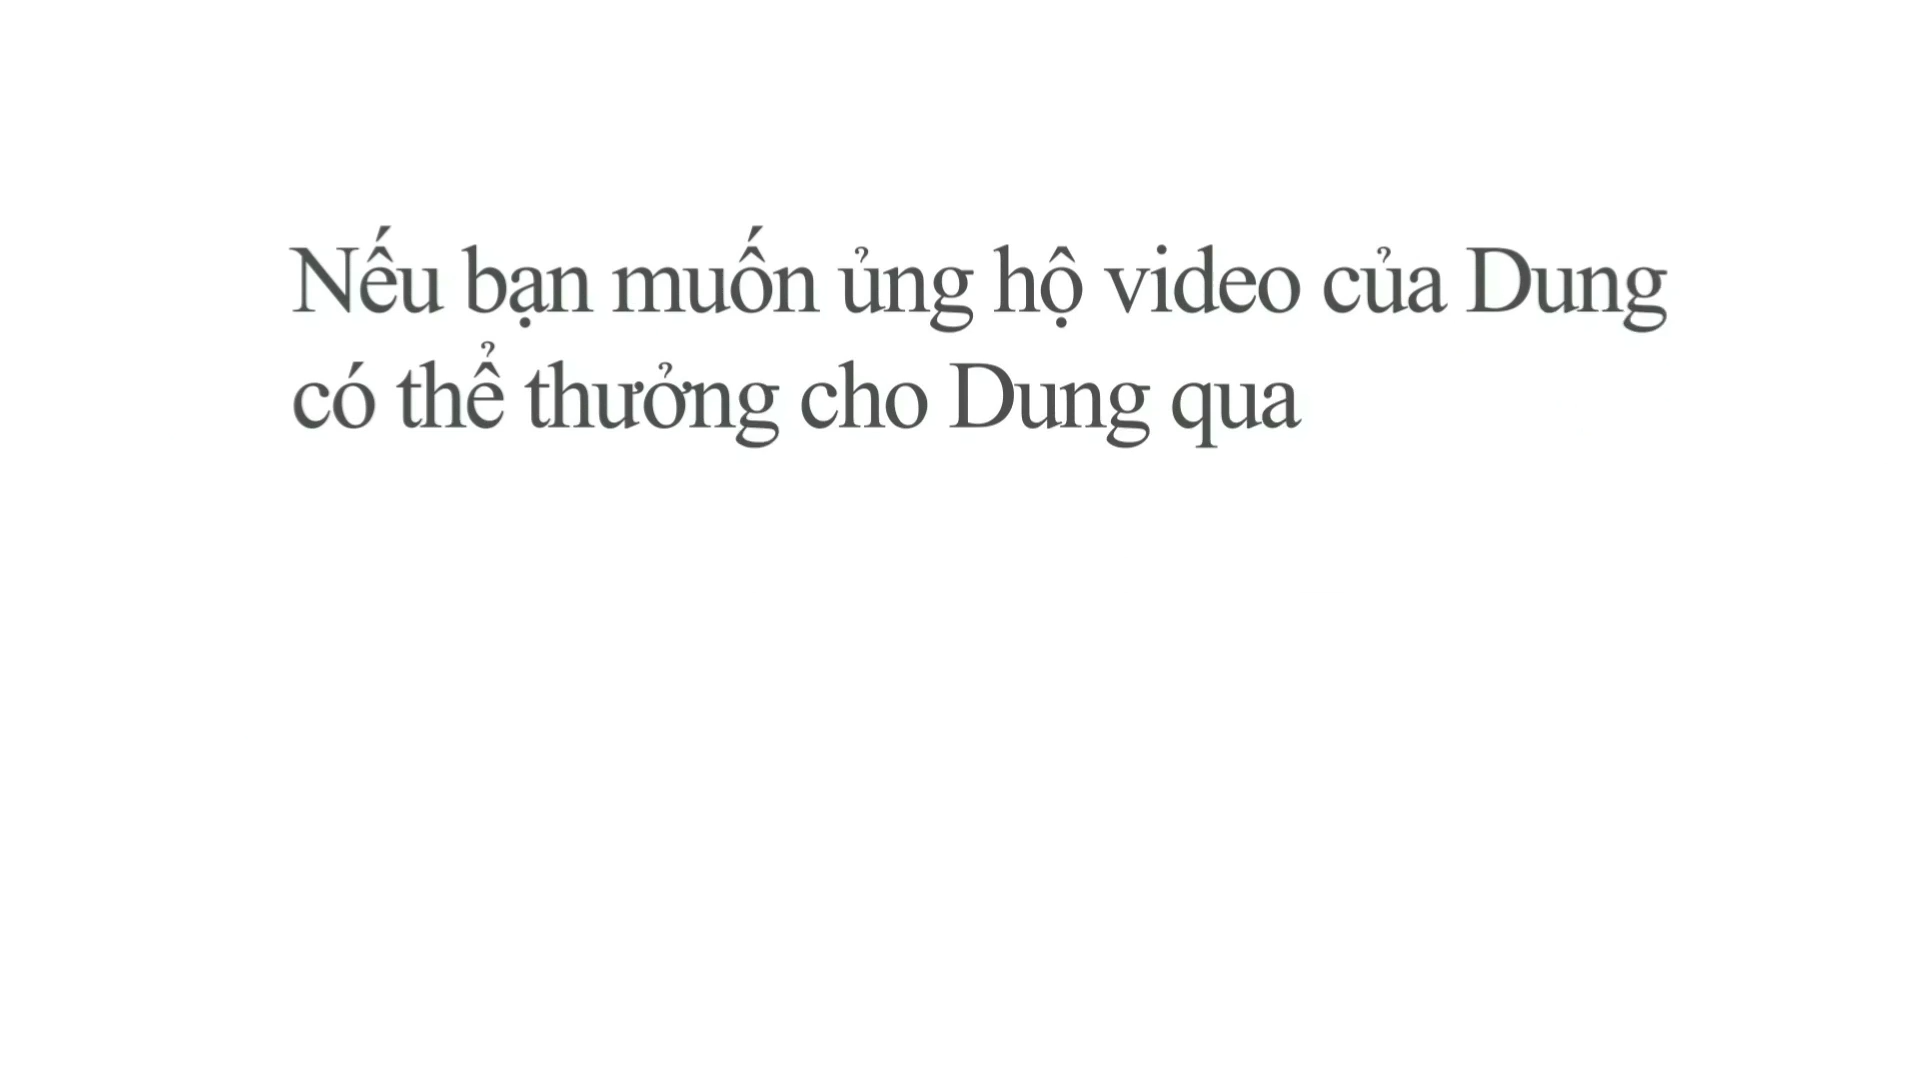 Nếu bạn muốn ủng hộ video của Dung
có thể thưởng cho Dung qua